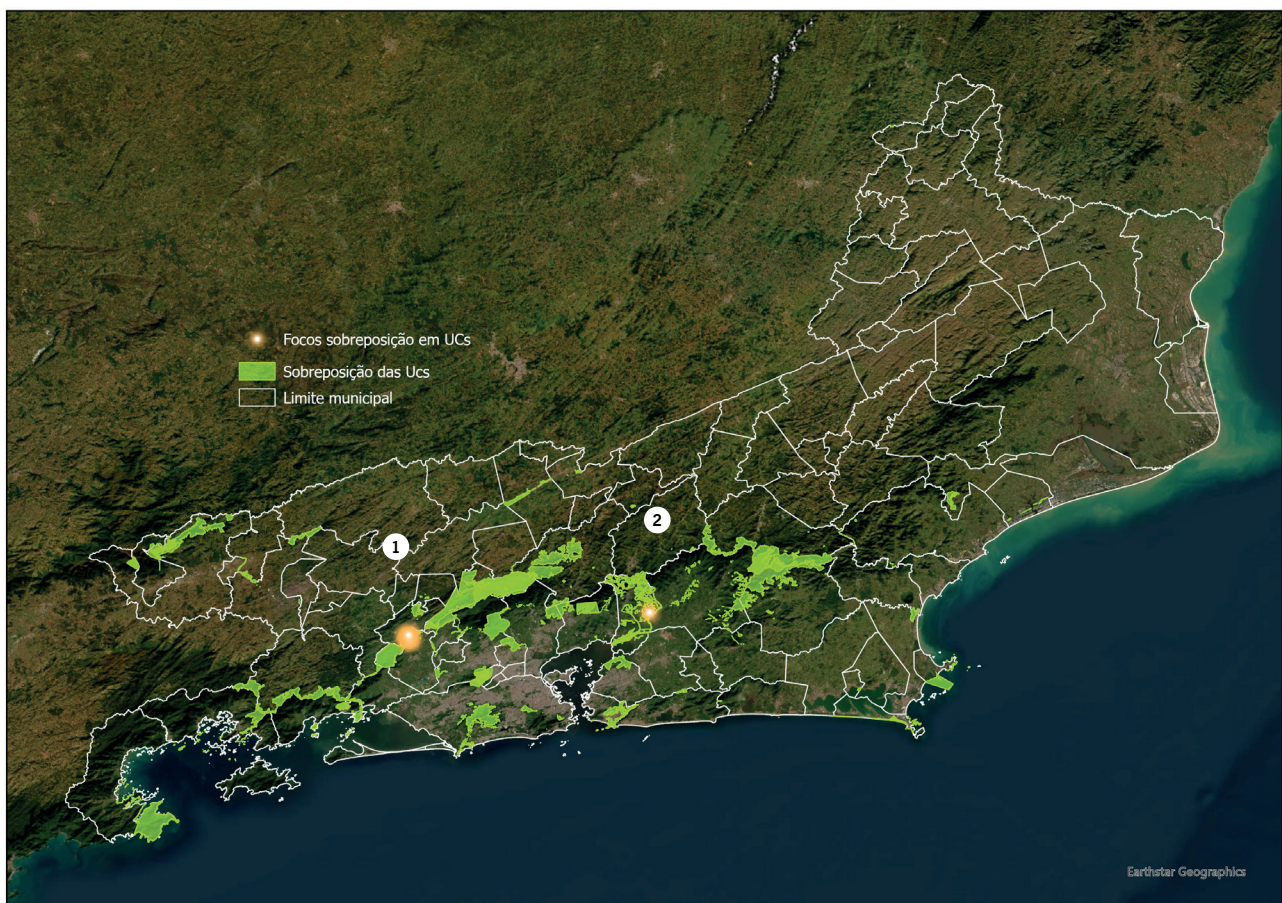 Focos sobreposição em UCs
Sobreposição das Ucs
Limite municipal
2
1
Earthstar Geographics